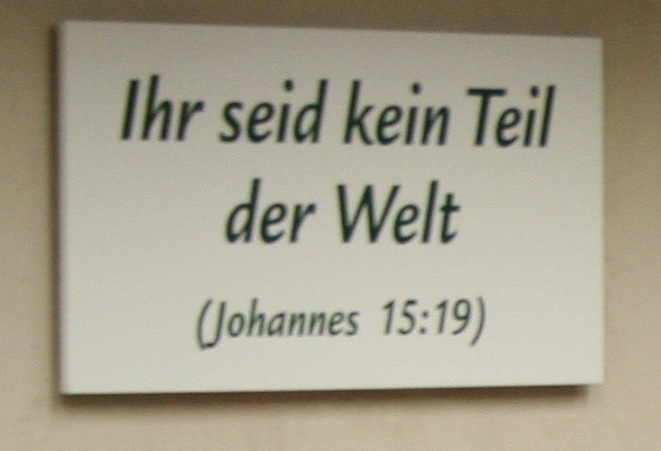 Ihr seid kein Teil
der Welt
(Johannes 15:19)